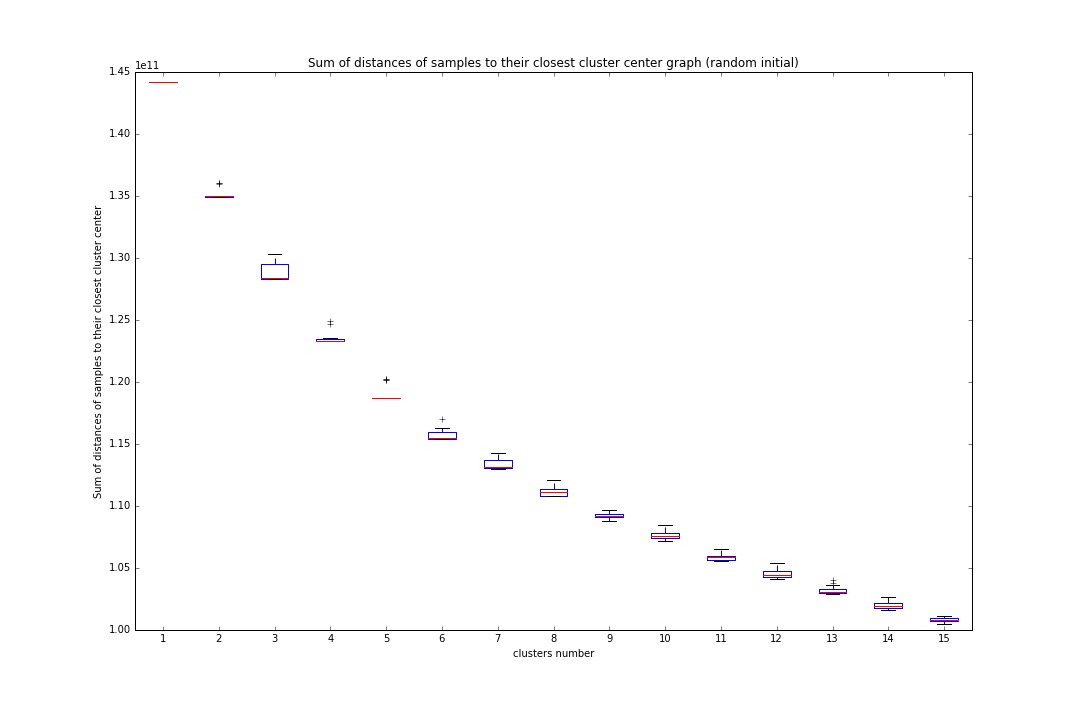 Sum of distances of samples to their closest cluster center graph (random initial)
1e11
1.45
1.40
1.35
1.30
1.25
1.20
1.15
1.10
1.05
1.00
Sum of distances of samples to their closest cluster center
1 2 3 4 5 6 7 8 9 10 11 12 13 14 15
clusters number